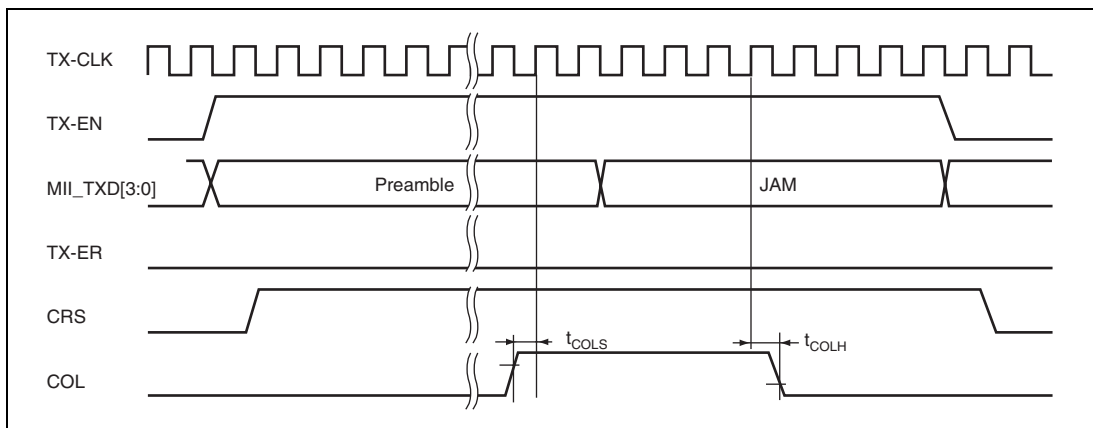 TX-CLK
TX-EN
MII_TXD[3:0]
Preamble
JAM
TX-ER
CRS
tCOLS
tCOLH
COL